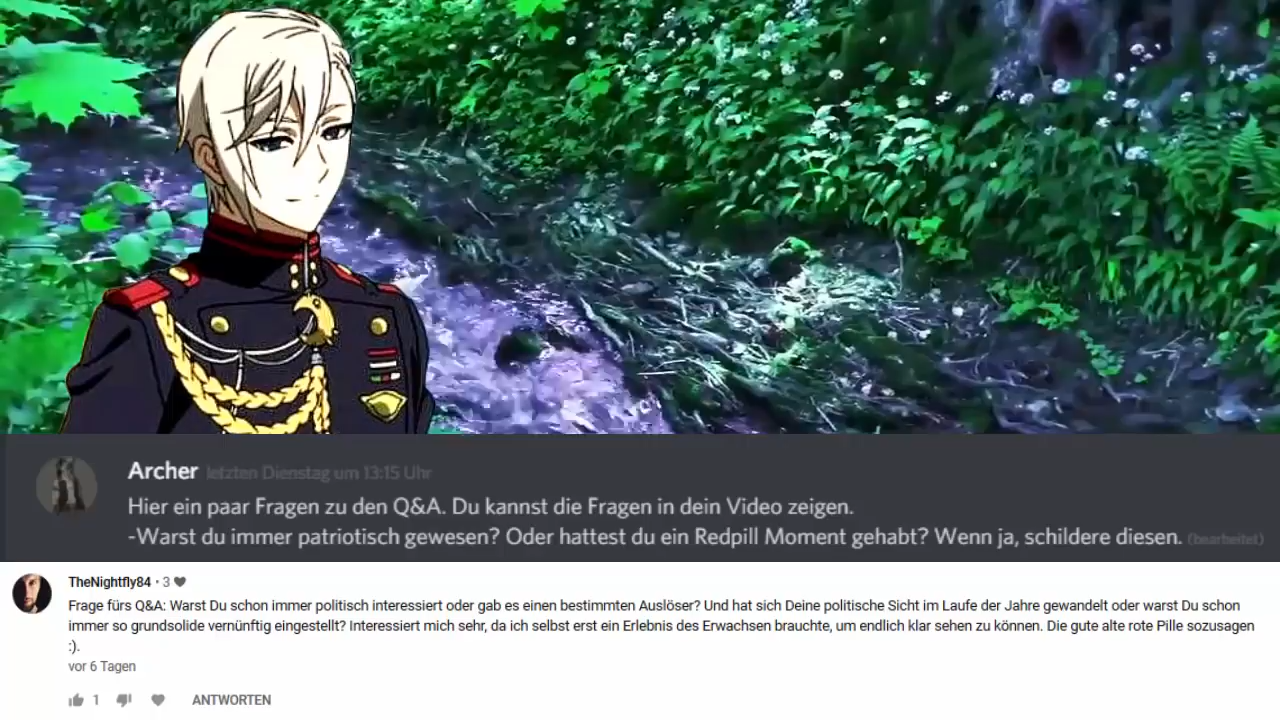 Archer letzten Dienstag um 13:15 Uhr
Hier ein paar Fragen zu den Q&A. Du kannst die Fragen in dein Video zeigen.
-Warst du immer patriotisch gewesen? Oder hattest du ein Redpill Moment gehabt? Wenn ja, schildere diesen. (bearbeitet)
TheNightfly84 • 3 ❤
Frage fürs Q&A: Warst Du schon immer politisch interessiert oder gab es einen bestimmten Auslöser? Und hat sich Deine politische Sicht im Laufe der Jahre gewandelt oder warst Du schon
immer so grundsolide vernünftig eingestellt? Interessiert mich sehr, da ich selbst erst ein Erlebnis des Erwachsen brauchte, um endlich klar sehen zu können. Die gute alte rote Pille sozusagen
:).
vor 6 Tagen
1 ANTWORTEN